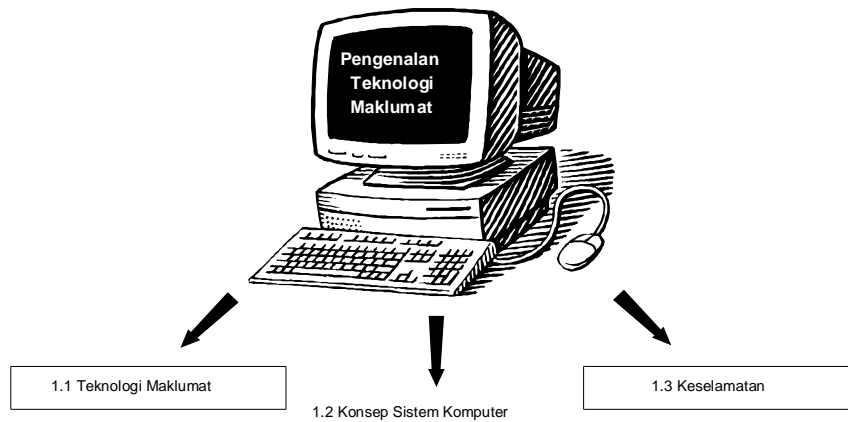 Pengenalan
Teknologi
Maklumat
1.1 Teknologi Maklumat
1.2 Konsep Sistem Komputer
1.3 Keselamatan